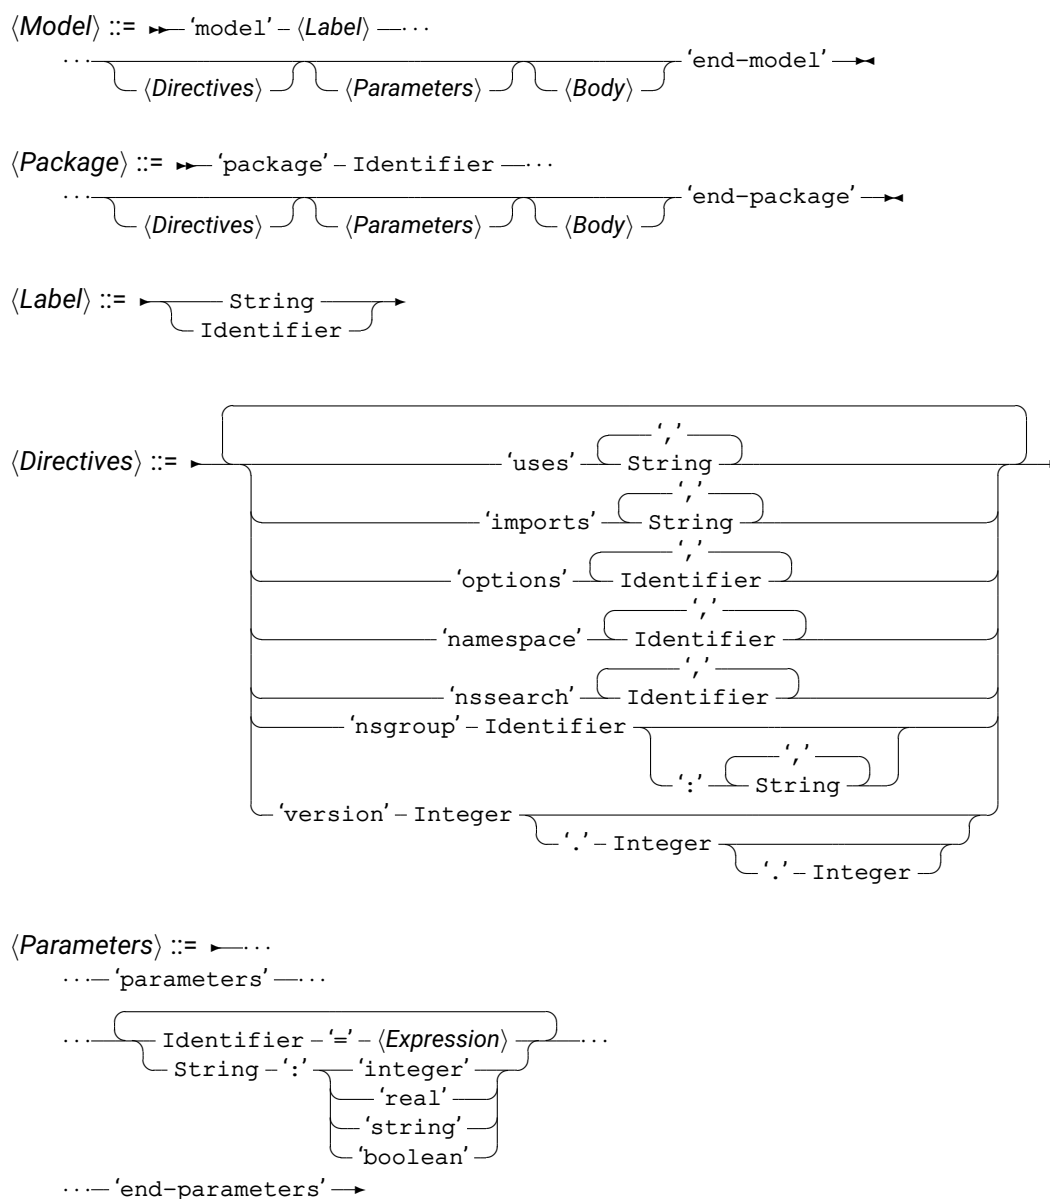 ⟨Model⟩ ::= ‘model’ ⟨Label⟩ ···
··· ⟨Directives⟩ ⟨Parameters⟩ ⟨Body⟩ ‘end-model’
⟨Package⟩ ::= ‘package’ Identifier ···
··· ⟨Directives⟩ ⟨Parameters⟩ ⟨Body⟩ ‘end-package’
⟨Label⟩ ::= String
Identifier
‘,’
⟨Directives⟩ ::= ‘uses’ String
‘,’
‘imports’ String
‘,’
‘options’ Identifier
‘,’
‘namespace’ Identifier
‘,’
‘nssearch’ Identifier
‘nsgroup’ Identifier
‘,’
‘:’ String
‘version’ Integer
‘.’ Integer
‘.’ Integer
⟨Parameters⟩ ::= ···
··· ‘parameters’ ···
··· Identifier ‘=’ ⟨Expression⟩ ···
String ‘:’ ‘integer’
‘real’
‘string’
‘boolean’
··· ‘end-parameters’